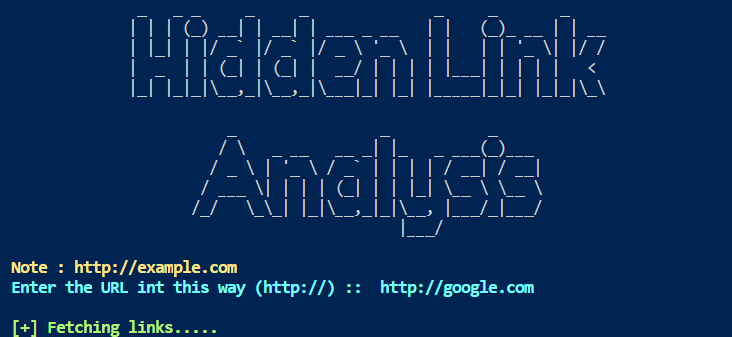 Hidden Link
Analysis
Note : http://example.com
Enter the URL int this way (http://) ::  http://google.com
[+] Fetching links.....